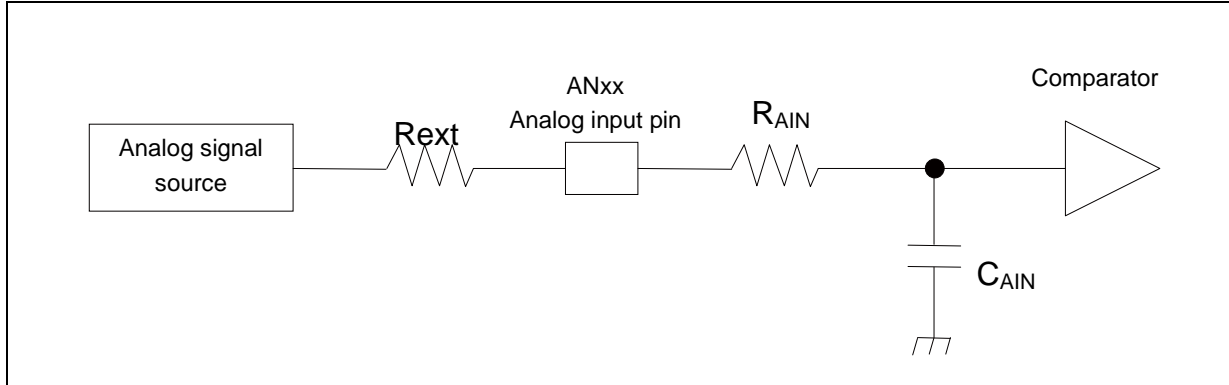 Comparator
ANxx
Analog input pin
RAIN
Rext
Analog signal
source
CAIN